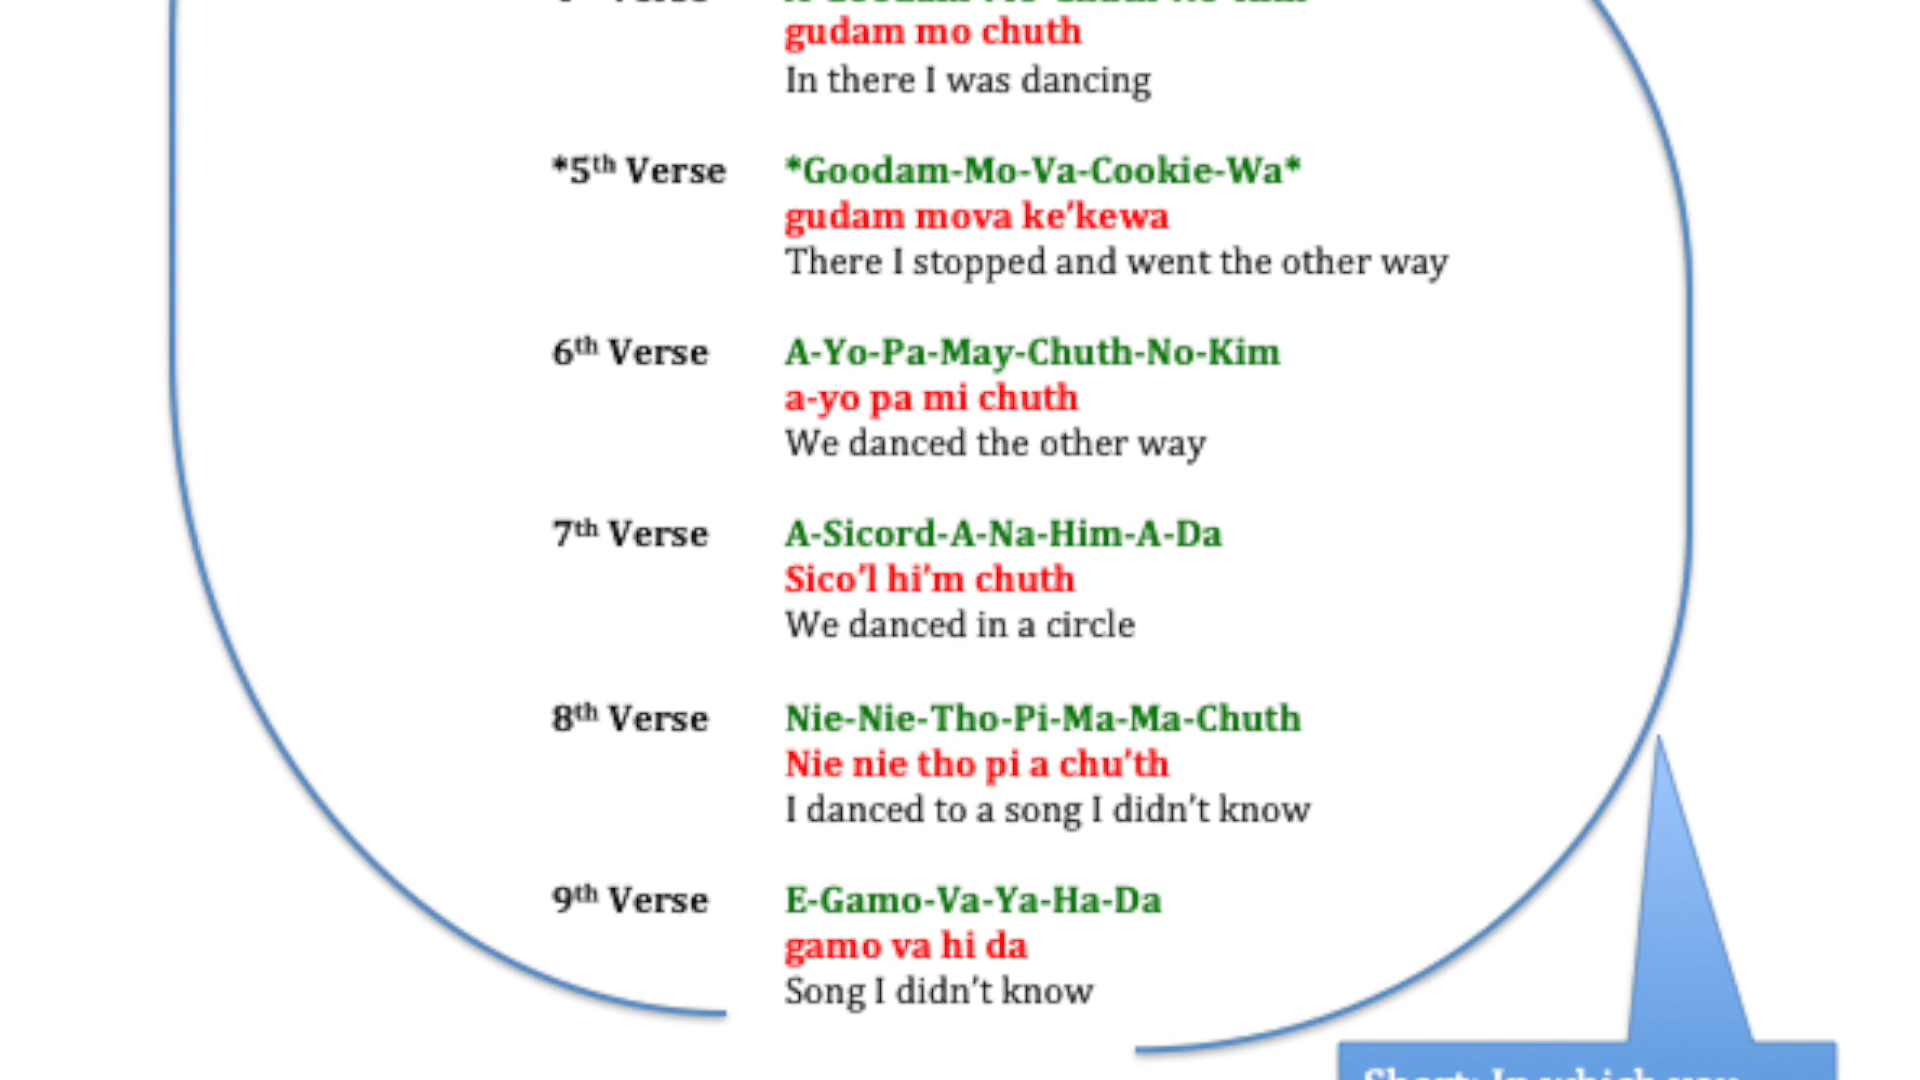 gudam mo chuth
In there I was dancing
*5th Verse *Goodam-Mo-Va-Cookie-Wa*
gudam mova ke'kewa
There I stopped and went the other way
6th Verse A-Yo-Pa-May-Chuth-No-Kim
a-yo pa mi chuth
We danced the other way
7th Verse A-Sicord-A-Na-Him-A-Da
Sico'l hi'm chuth
We danced in a circle
8th Verse Nie-Nie-Tho-Pi-Ma-Ma-Chuth
Nie nie tho pi a chu'th
I danced to a song I didn't know
9th Verse E-Gamo-Va-Ya-Ha-Da
gamo va hi da
Song I didn't know
Short: In which you